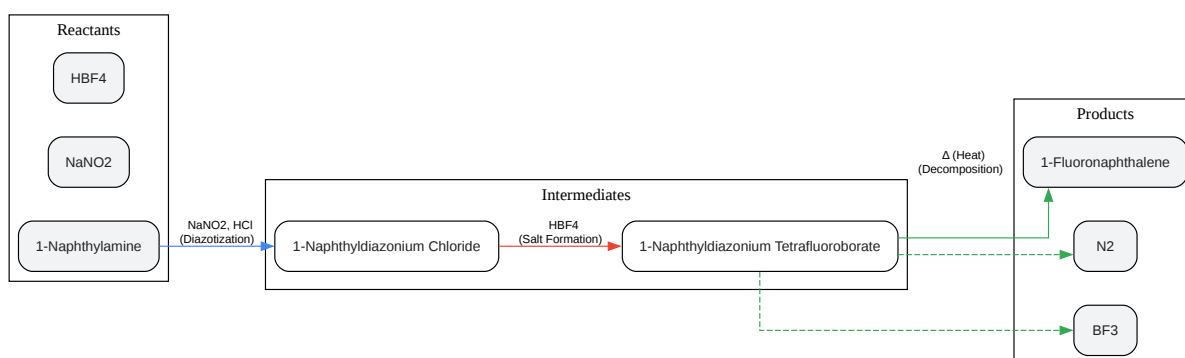 Reactants
HBF4
NaNO2
1-Naphthylamine
NaNO2, HCl
(Diazotization)
Intermediates
1-Naphthyldiazonium Chloride
HBF4
(Salt Formation)
1-Naphthyldiazonium Tetrafluoroborate
Δ (Heat)
(Decomposition)
Products
1-Fluoronaphthalene
N2
BF3